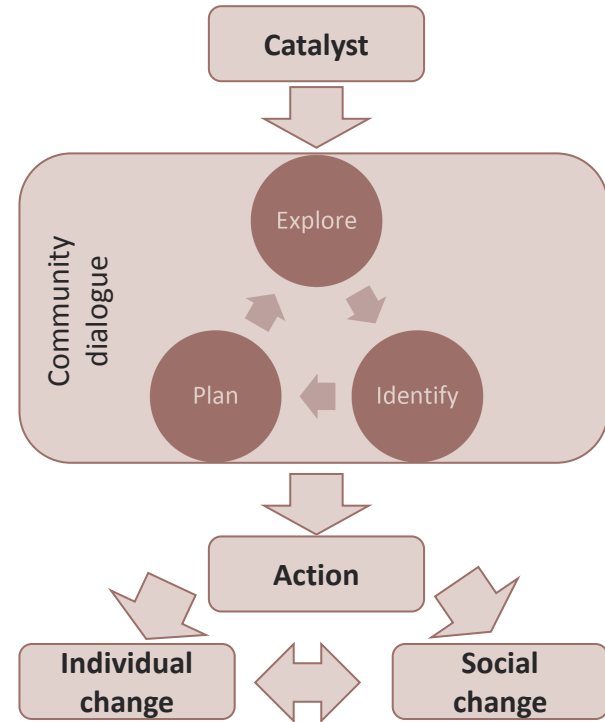 Catalyst
Community
dialogue
Explore
Plan
Identify
Action
Individual
change
Social
change